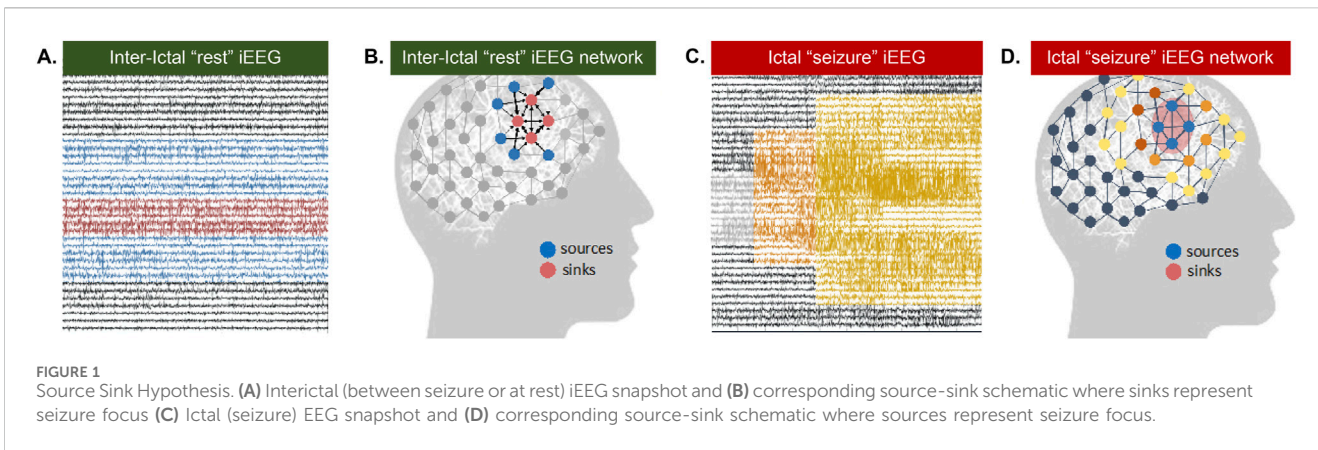 A.
Inter-Ictal “rest” iEEG
B.
Inter-Ictal “rest” iEEG network
sources
sinks
C.
Ictal “seizure” iEEG
D.
Ictal “seizure” iEEG network
sources
sinks
FIGURE 1
Source Sink Hypothesis. (A) Interictal (between seizure or at rest) iEEG snapshot and (B) corresponding source-sink schematic where sinks represent
seizure focus (C) Ictal (seizure) EEG snapshot and (D) corresponding source-sink schematic where sources represent seizure focus.